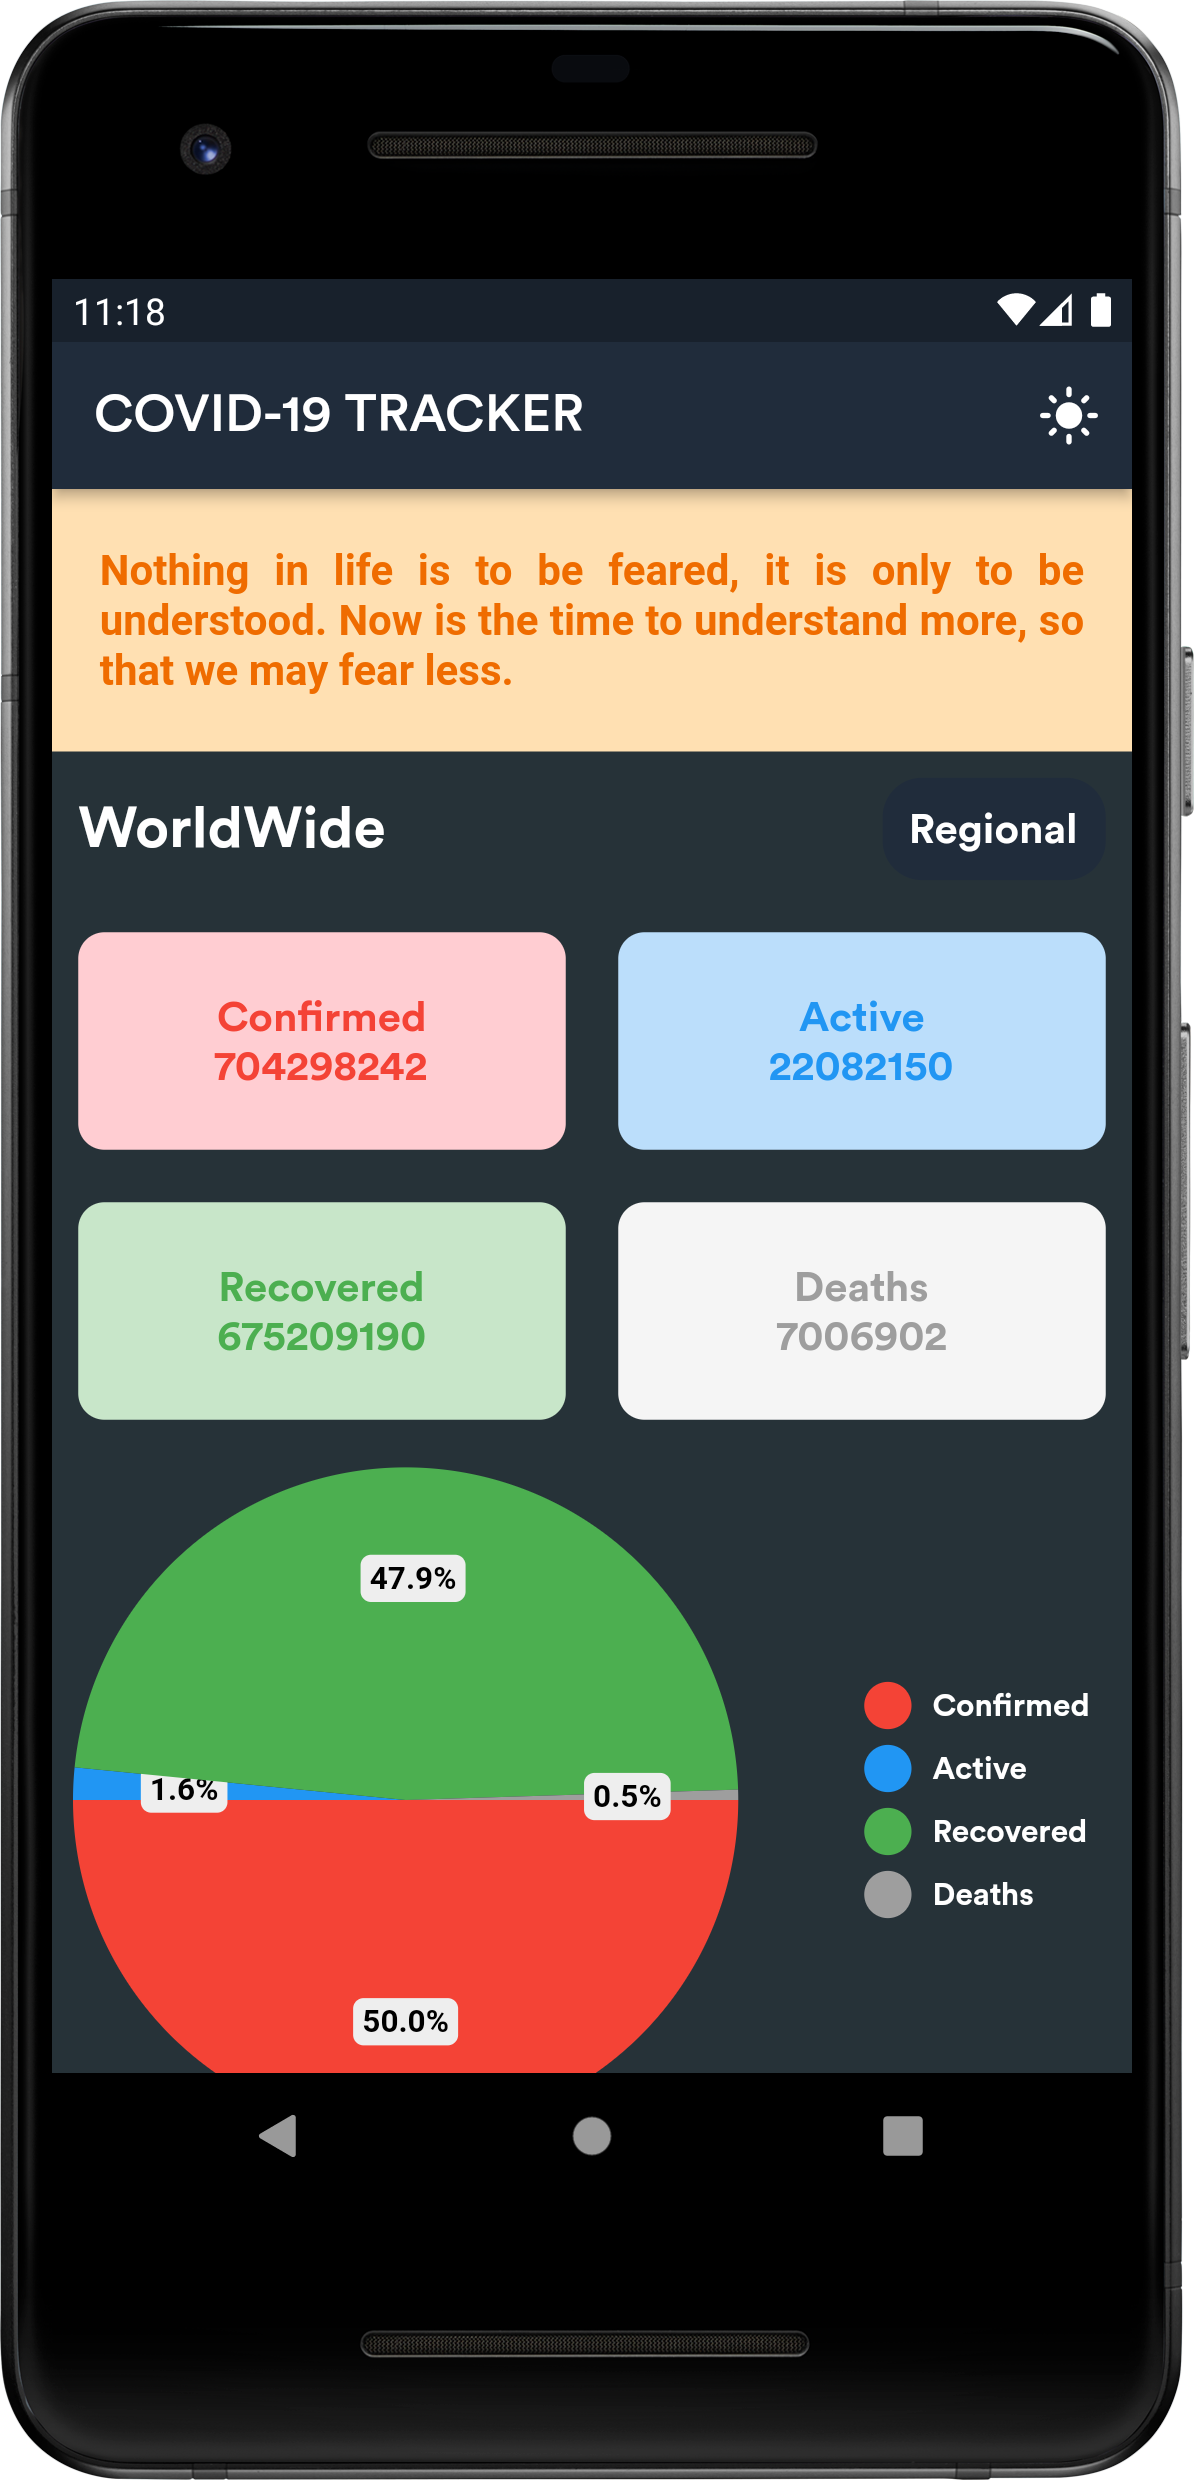 11:18
COVID-19 TRACKER
Nothing in life is to be feared, it is only to be
understood. Now is the time to understand more, so
that we may fear less.
WorldWide
Regional
Confirmed
704298242
Active
22082150
Recovered
675209190
Deaths
7006902
47.9%
1.6%
0.5%
50.0%
Confirmed
Active
Recovered
Deaths